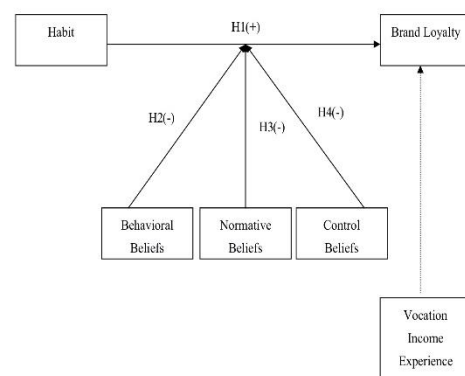 Habit
H1(+)
Brand Loyalty
H2(-)
H3(-)
H4(-)
Behavioral
Beliefs
Normative
Beliefs
Control
Beliefs
Vocation
Income
Experience